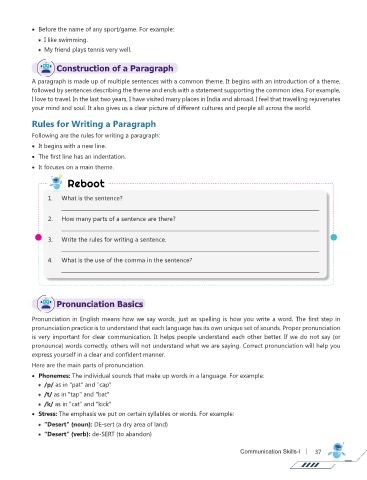 • Before the name of any sport/game. For example:
• I like swimming.
• My friend plays tennis very well.
Construction of a Paragraph
A paragraph is made up of multiple sentences with a common theme. It begins with an introduction of a theme,
followed by sentences describing the theme and ends with a statement supporting the common idea. For example,
I love to travel. In the last two years, I have visited many places in India and abroad. I feel that travelling rejuvenates
your mind and soul. It also gives us a clear picture of different cultures and people all across the world.
Rules for Writing a Paragraph
Following are the rules for writing a paragraph:
• It begins with a new line.
• The first line has an indentation.
• It focuses on a main theme.
Reboot
1. What is the sentence?
2. How many parts of a sentence are there?
3. Write the rules for writing a sentence.
4. What is the use of the comma in the sentence?
Pronunciation Basics
Pronunciation in English means how we say words, just as spelling is how you write a word. The first step in
pronunciation practice is to understand that each language has its own unique set of sounds. Proper pronunciation
is very important for clear communication. It helps people understand each other better. If we do not say (or
pronounce) words correctly, others will not understand what we are saying. Correct pronunciation will help you
express yourself in a clear and confident manner.
Here are the main parts of pronunciation.
• Phonemes: The individual sounds that make up words in a language. For example:
• /p/ as in "pat" and "cap"
• /t/ as in "tap" and "bat"
• /k/ as in "cat" and "kick"
• Stress: The emphasis we put on certain syllables or words. For example:
• "Desert" (noun): DE-sert (a dry area of land)
• "Desert" (verb): de-SERT (to abandon)
Communication Skills-I | 37